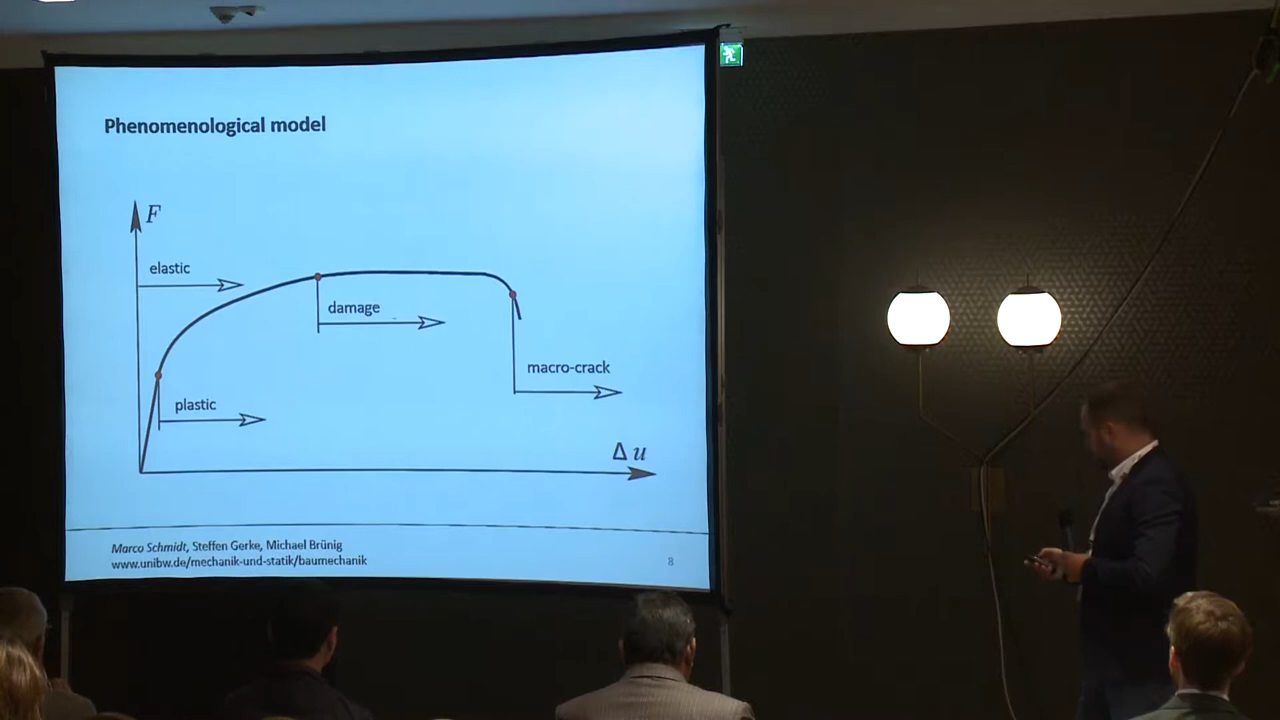 Phenomenological model
F
elastic
damage
macro-crack
plastic
Δ u
Marco Schmidt, Steffen Gerke, Michael Brünig
www.unibw.de/mechanik-und-statik/baumechanik
8